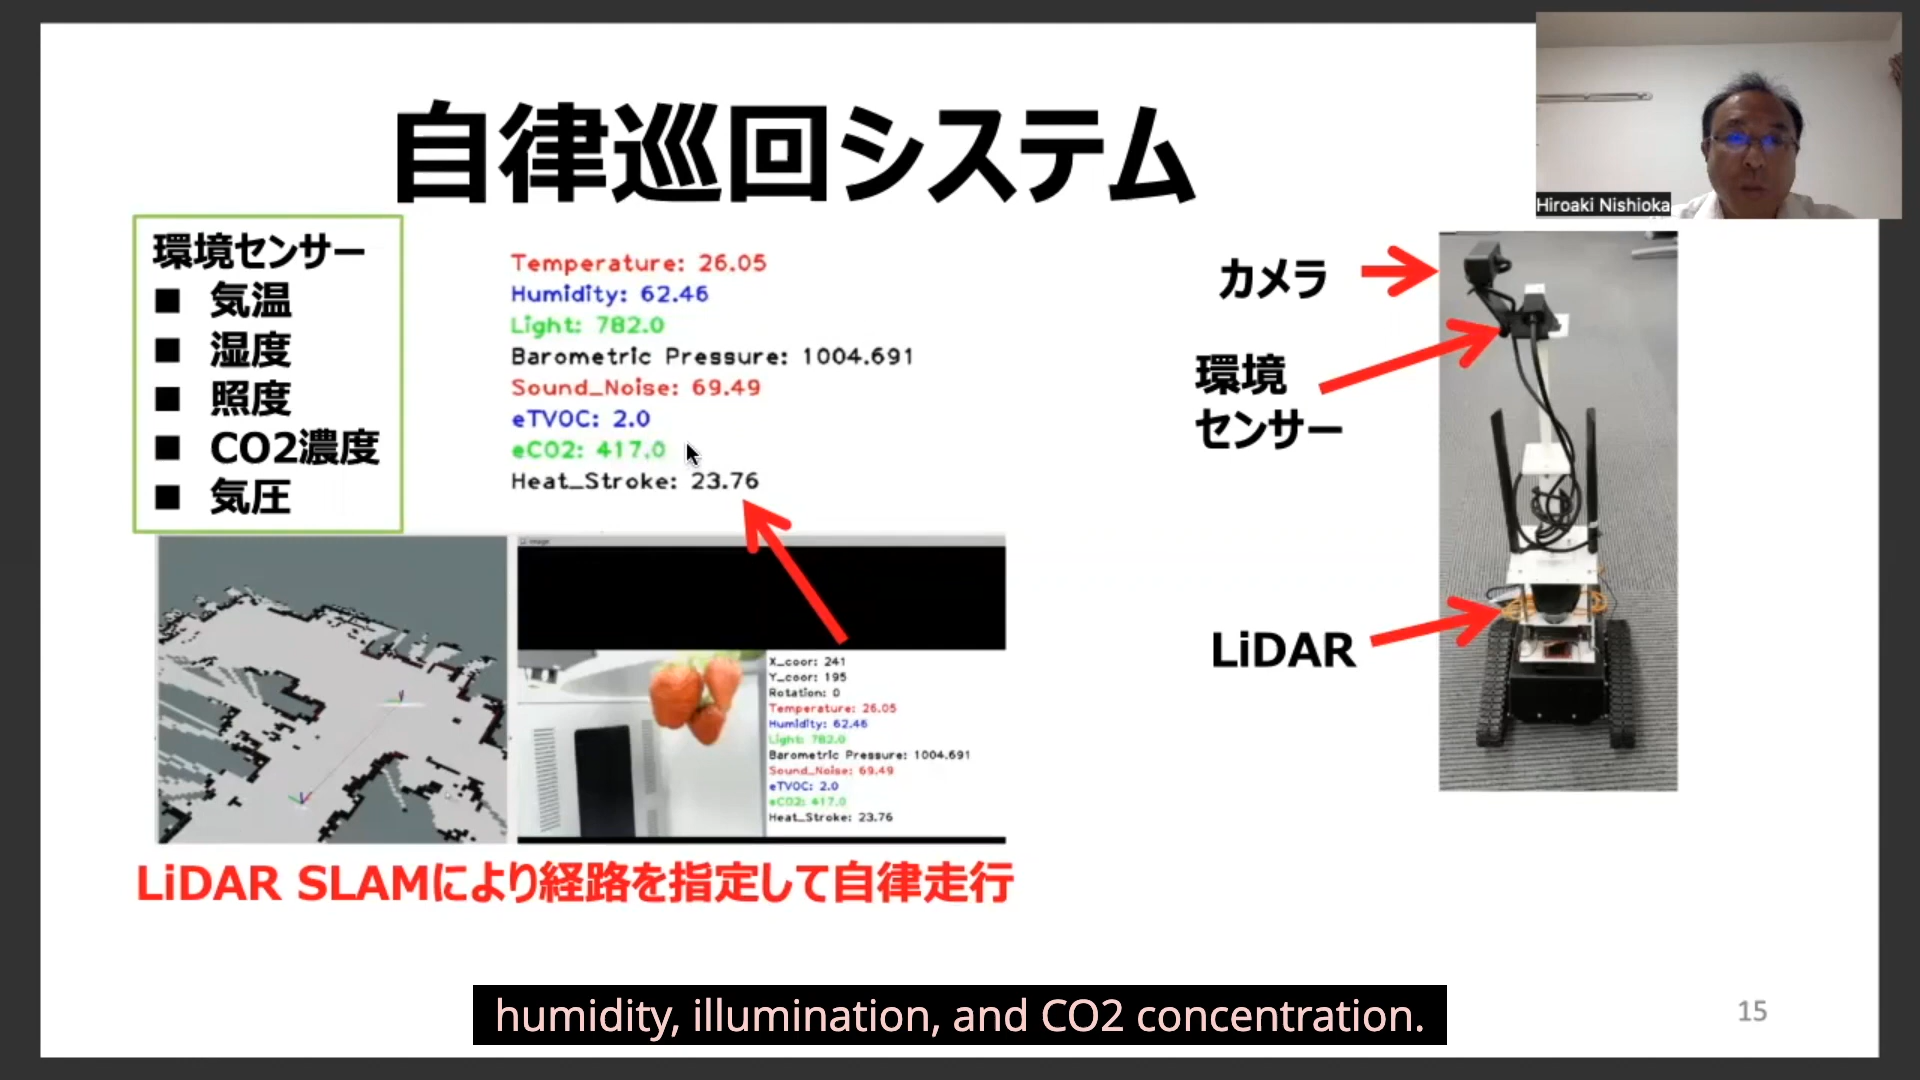 自律巡回システム
Hiroaki Nishioka
環境センサー
■ 気温
■ 湿度
■ 照度
■ CO2濃度
■ 気圧
Temperature: 26.05
Humidity: 62.46
Light: 782.0
Barometric Pressure: 1004.691
Sound_Noise: 69.49
eTVOC: 2.0
eCO2: 417.0
Heat_Stroke: 23.76
カメラ
環境
センサー
LiDAR
image
X_coor: 241
Y_coor: 195
Rotation: 0
Temperature: 26.05
Humidity: 62.46
Light: 782.0
Barometric Pressure: 1004.691
Sound_Noise: 69.49
eTVOC: 2.0
eCO2: 417.0
Heat_Stroke: 23.76
LiDAR SLAMにより経路を指定して自律走行
humidity, illumination, and CO2 concentration.
15